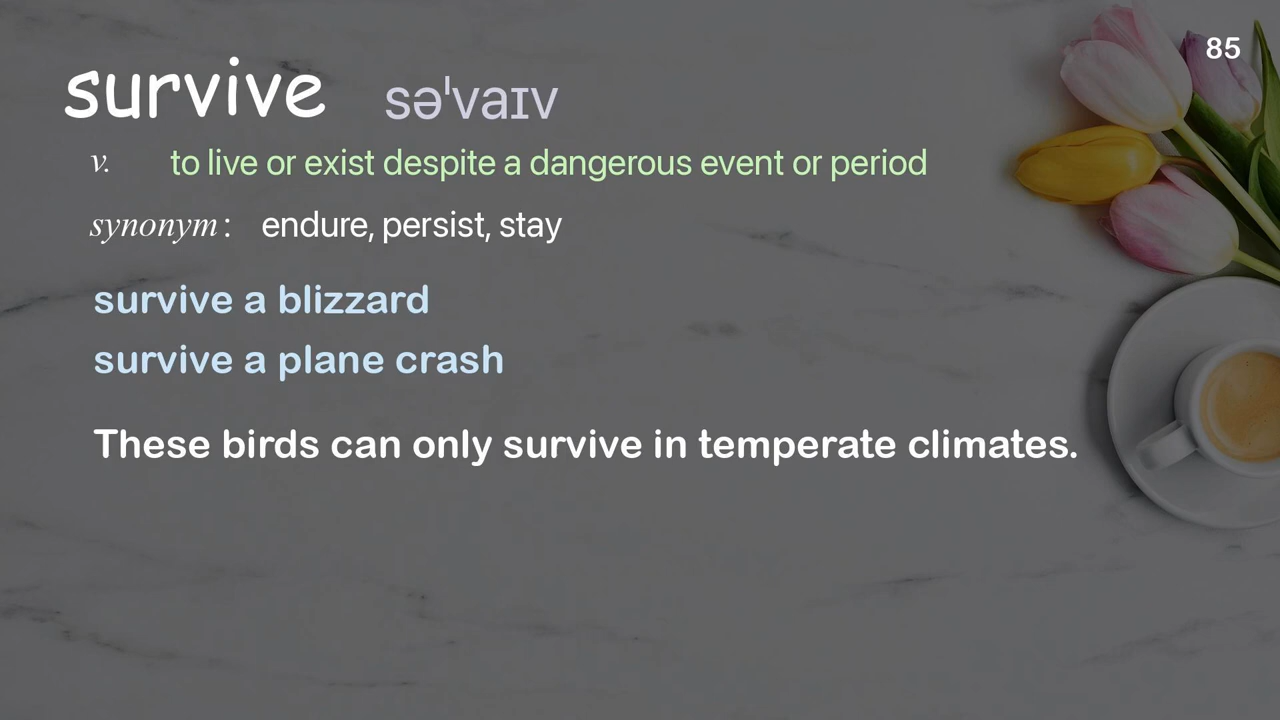 85
survive səˈvaɪv
v. to live or exist despite a dangerous event or period
synonym: endure, persist, stay
survive a blizzard
survive a plane crash
These birds can only survive in temperate climates.